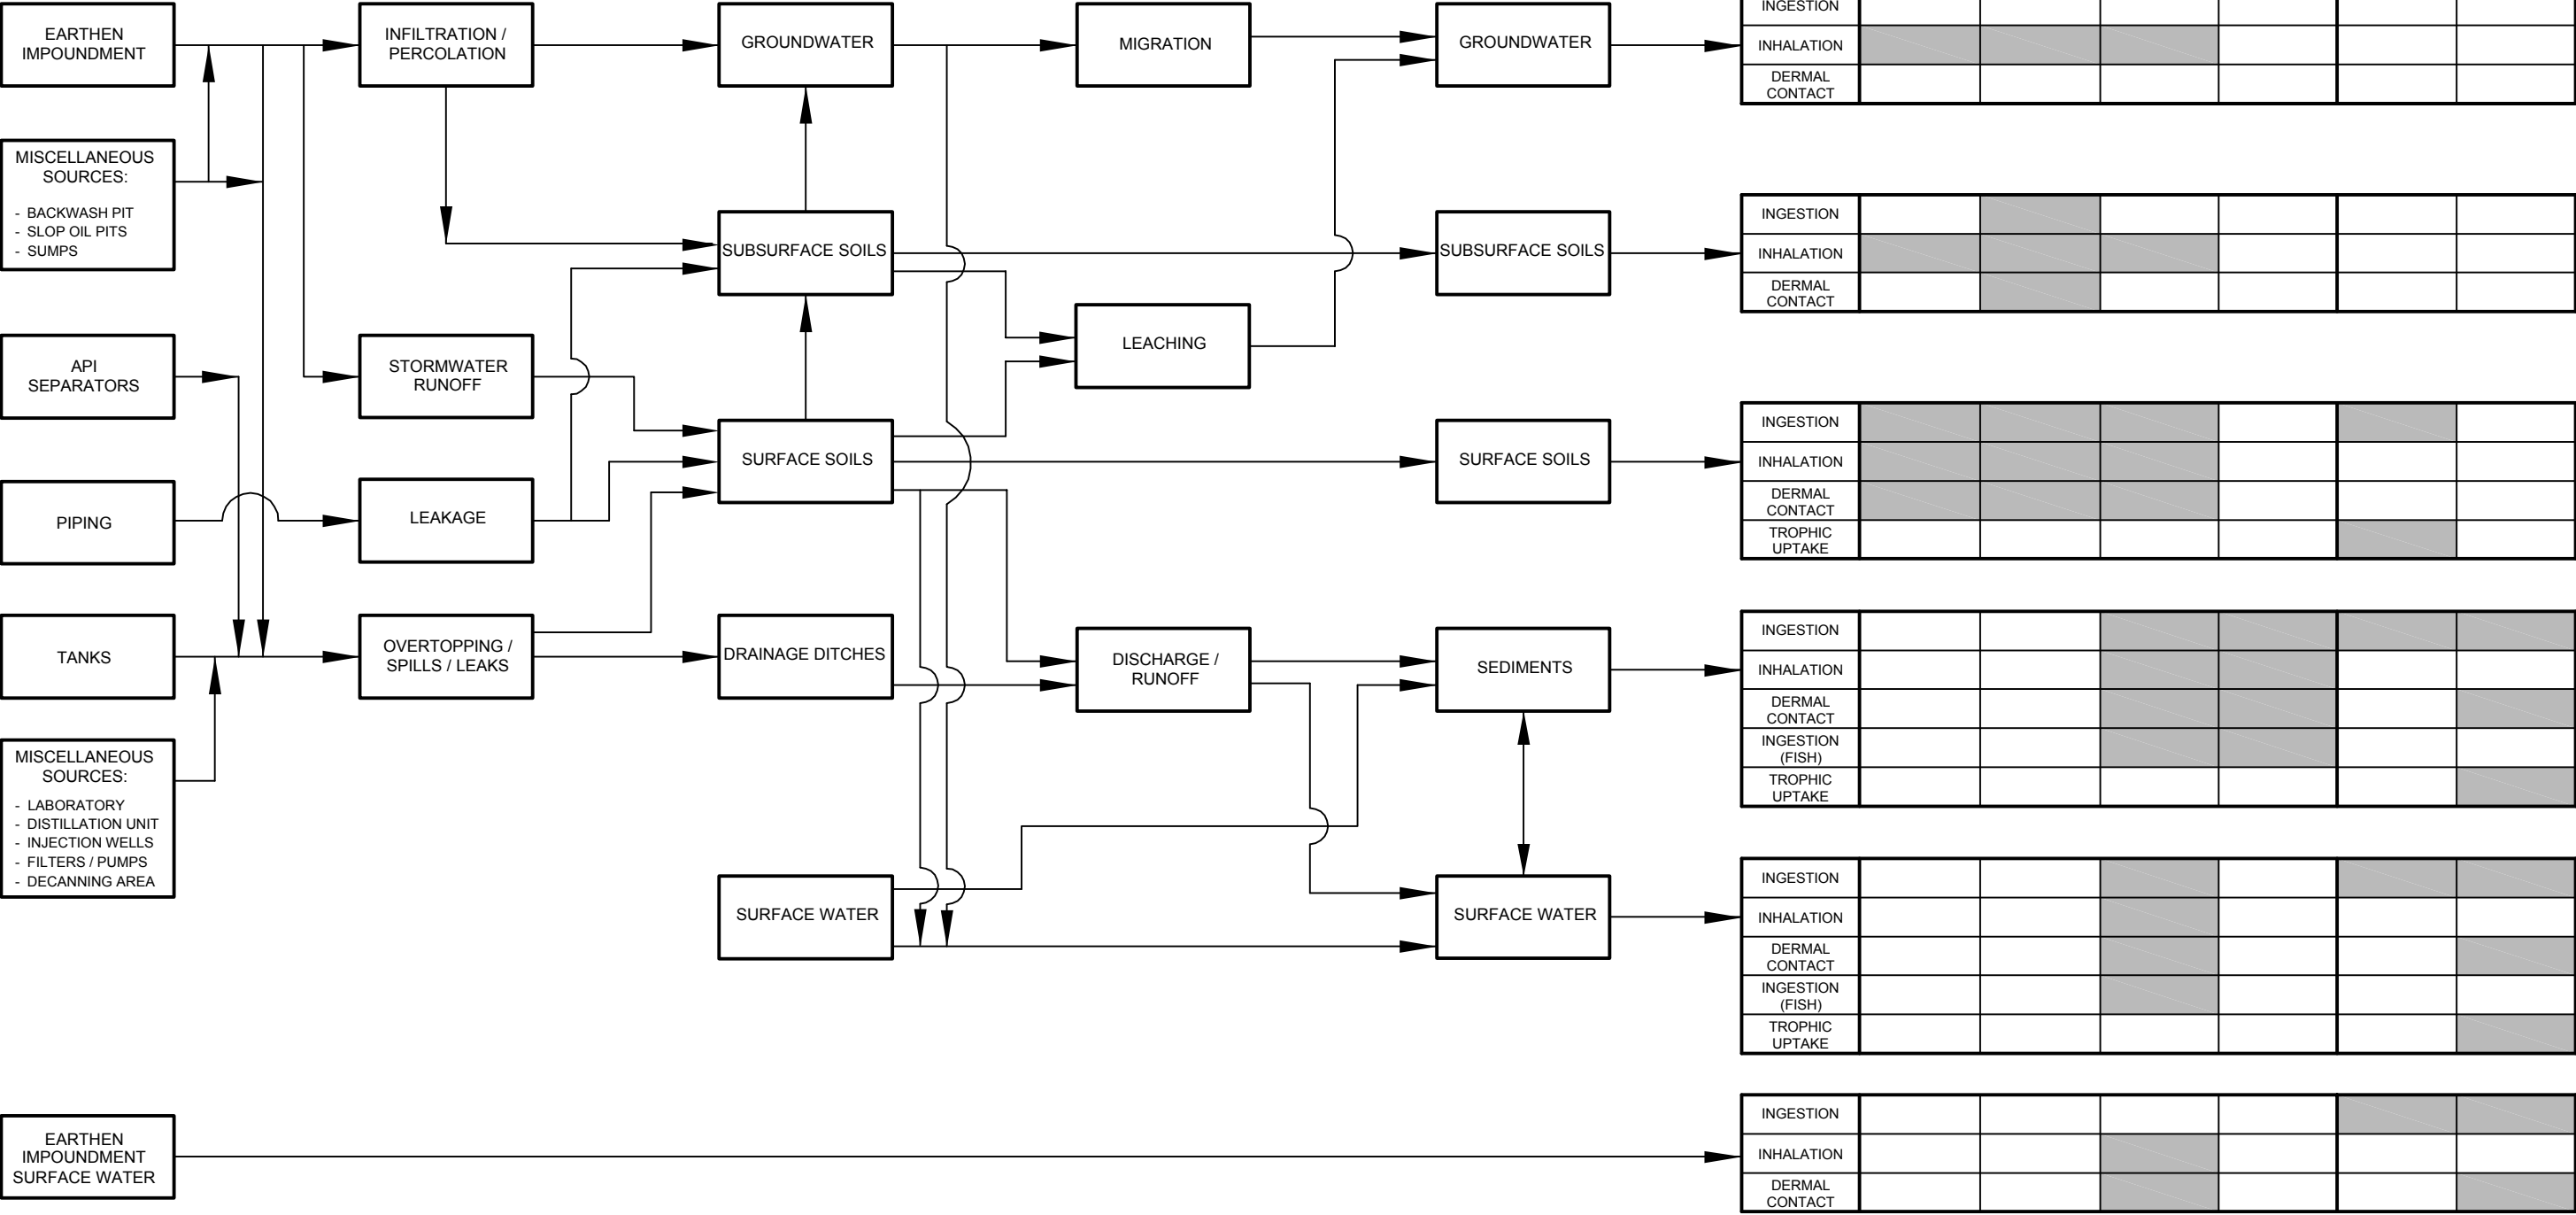 EARTHEN
IMPOUNDMENT
INFILTRATION /
PERCOLATION
GROUNDWATER
MIGRATION
GROUNDWATER
INGESTION
INHALATION
DERMAL
CONTACT
MISCELLANEOUS
SOURCES:
- BACKWASH PIT
- SLOP OIL PITS
- SUMPS
SUBSURFACE SOILS
SUBSURFACE SOILS
INGESTION
INHALATION
DERMAL
CONTACT
API
SEPARATORS
STORMWATER
RUNOFF
LEACHING
PIPING
LEAKAGE
SURFACE SOILS
SURFACE SOILS
INGESTION
INHALATION
DERMAL
CONTACT
TROPHIC
UPTAKE
TANKS
OVERTOPPING /
SPILLS / LEAKS
DRAINAGE DITCHES
DISCHARGE /
RUNOFF
SEDIMENTS
INGESTION
INHALATION
DERMAL
CONTACT
INGESTION
(FISH)
TROPHIC
UPTAKE
MISCELLANEOUS
SOURCES:
- LABORATORY
- DISTILLATION UNIT
- INJECTION WELLS
- FILTERS / PUMPS
- DECANNING AREA
SURFACE WATER
SURFACE WATER
INGESTION
INHALATION
DERMAL
CONTACT
INGESTION
(FISH)
TROPHIC
UPTAKE
EARTHEN
IMPOUNDMENT
SURFACE WATER
INGESTION
INHALATION
DERMAL
CONTACT